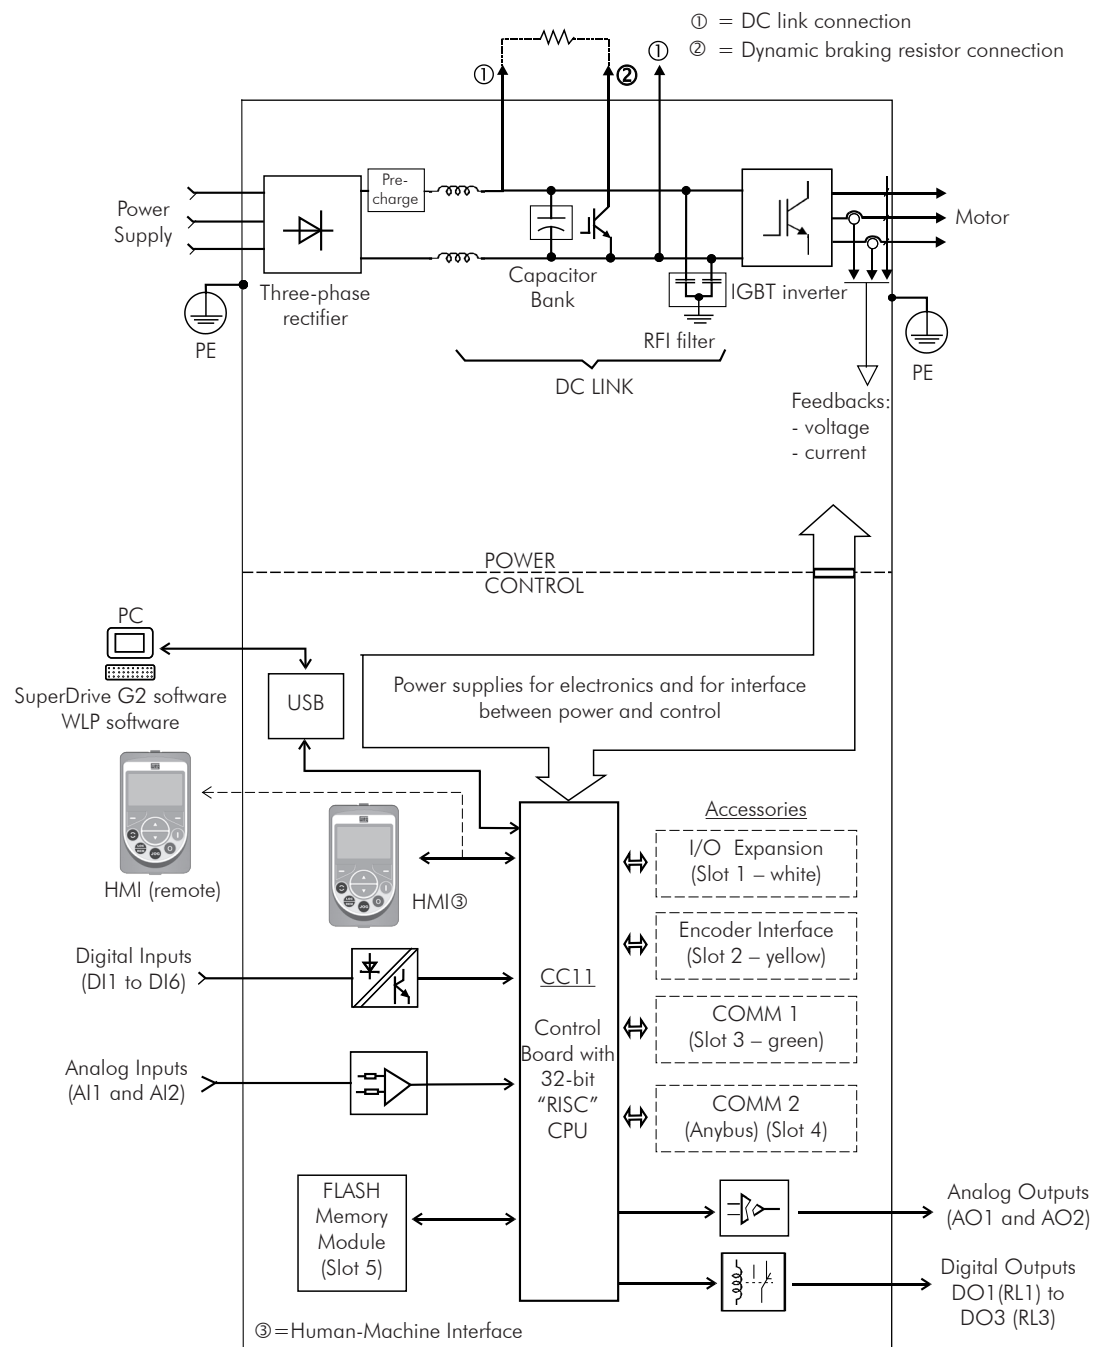 ① = DC link connection
② = Dynamic braking resistor connection
①
②
①
Power
Supply
Pre-
charge
Three-phase
rectifier
PE
Capacitor
Bank
IGBT inverter
RFI filter
DC LINK
Motor
PE
Feedbacks:
- voltage
- current
POWER
CONTROL
PC
SuperDrive G2 software
WLP software
USB
Power supplies for electronics and for interface
between power and control
HMI (remote)
HMI③
Accessories
I/O Expansion
(Slot 1 – white)
Encoder Interface
(Slot 2 – yellow)
COMM 1
(Slot 3 – green)
COMM 2
(Anybus) (Slot 4)
Digital Inputs
(DI1 to DI6)
Analog Inputs
(AI1 and AI2)
CC11
Control
Board with
32-bit
“RISC”
CPU
FLASH
Memory
Module
(Slot 5)
Analog Outputs
(AO1 and AO2)
Digital Outputs
DO1(RL1) to
DO3 (RL3)
③=Human-Machine Interface